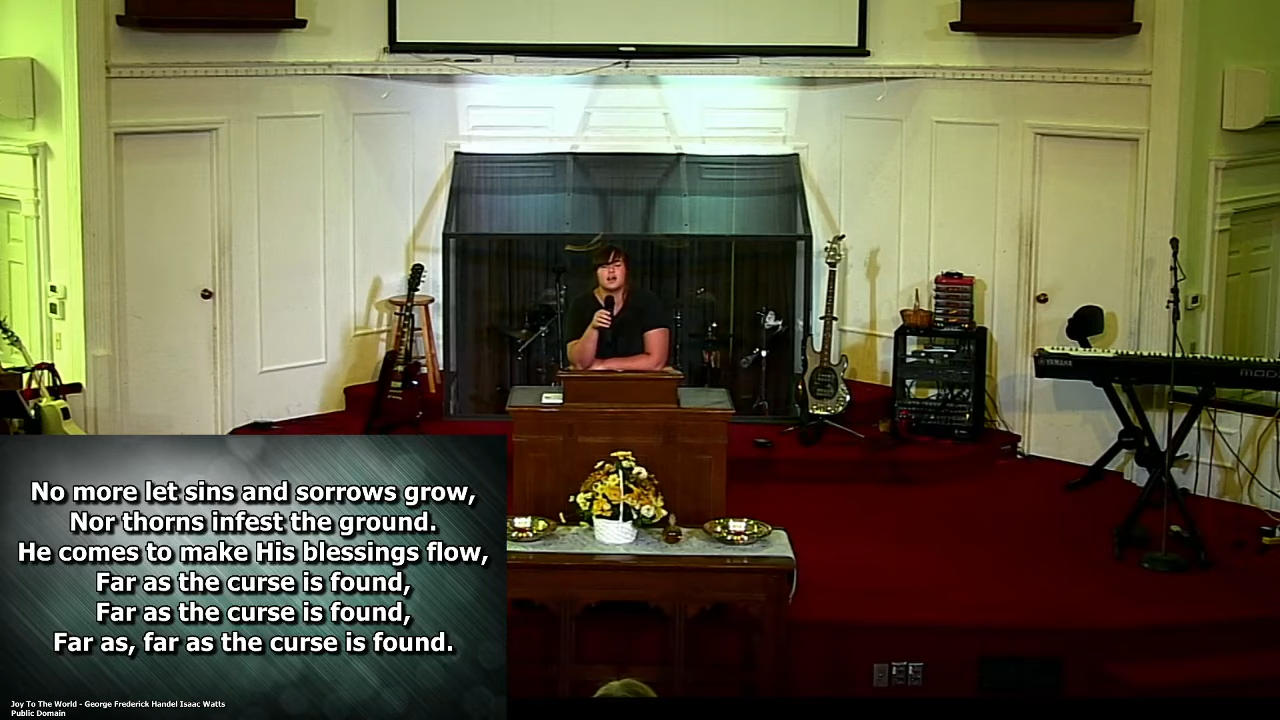 YAMAHA
MOD
No more let sins and sorrows grow,
Nor thorns infest the ground.
He comes to make His blessings flow,
Far as the curse is found,
Far as the curse is found,
Far as, far as the curse is found.
Joy To The World - George Frederick Handel Isaac Watts
Public Domain